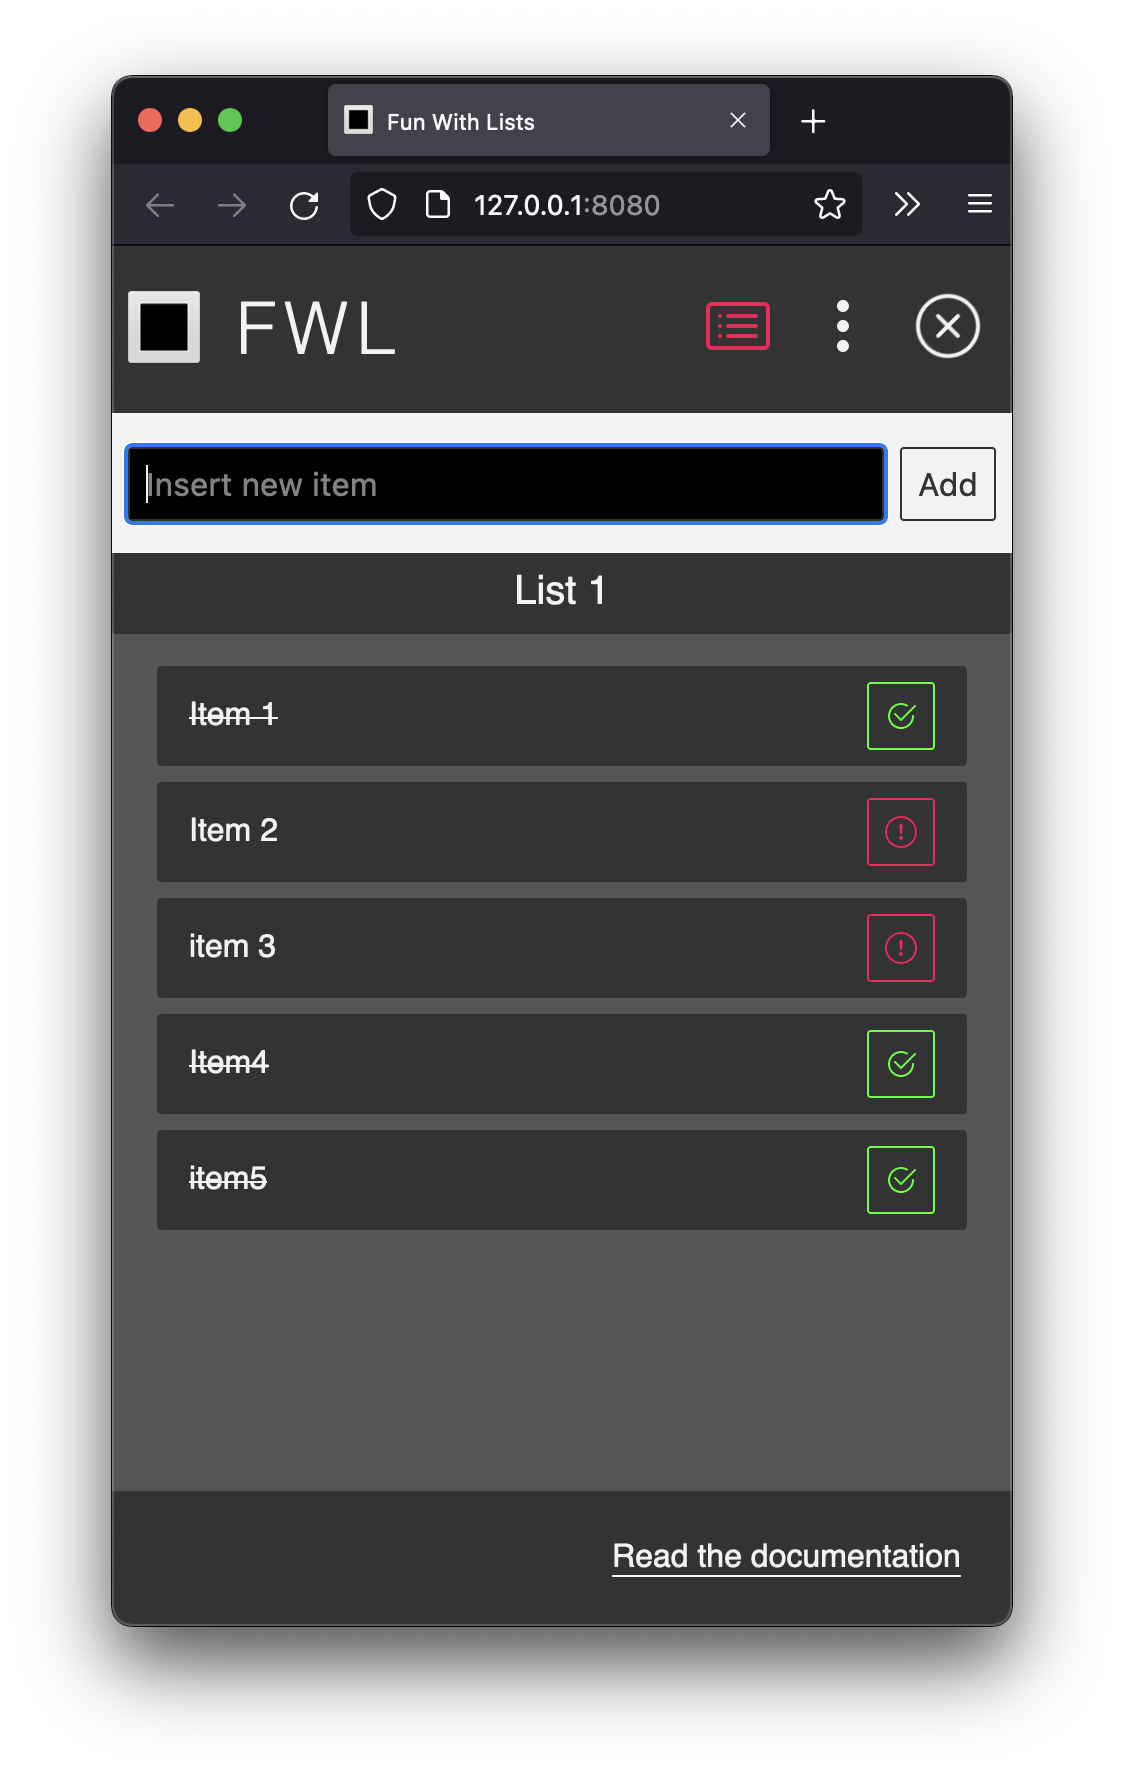 Fun With Lists
127.0.0.1:8080
FWL
Insert new item
Add
List 1
Item 1
Item 2
item 3
Item4
item5
Read the documentation